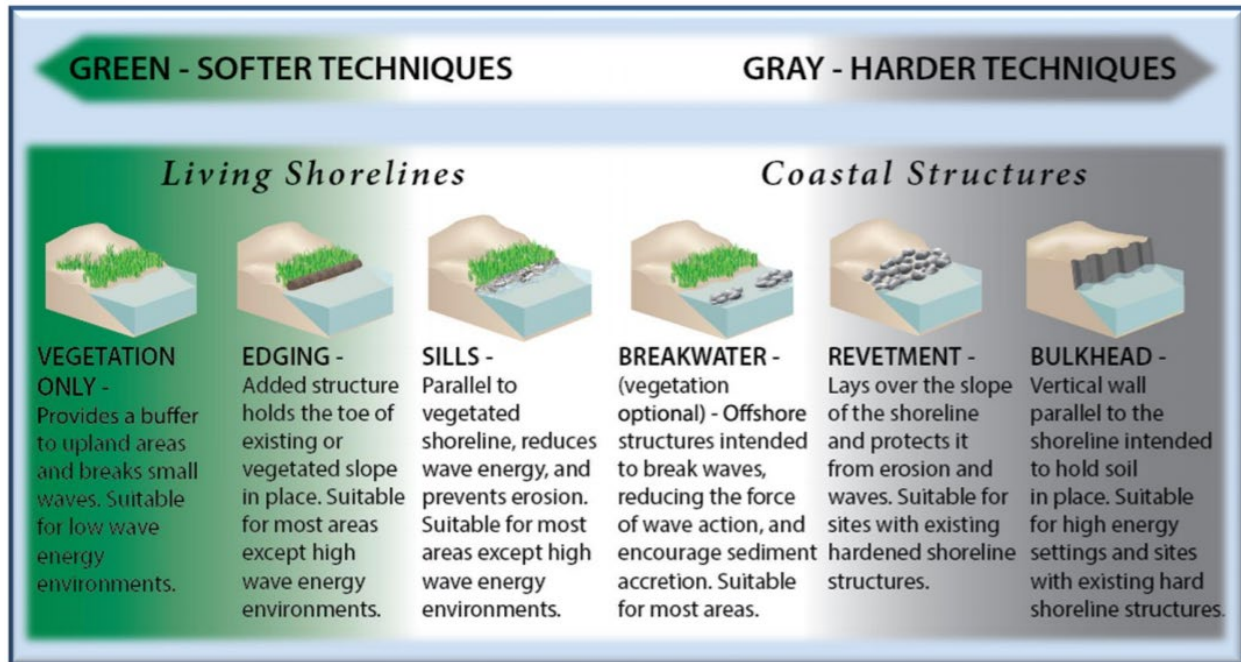 GREEN - SOFTER TECHNIQUES
GRAY - HARDER TECHNIQUES
Living Shorelines
Coastal Structures
VEGETATION
ONLY -
Provides a buffer
to upland areas
and breaks small
waves. Suitable
for low wave
energy
environments.
EDGING -
Added structure
holds the toe of
existing or
vegetated slope
in place. Suitable
for most areas
except high
wave energy
environments.
SILLS -
Parallel to
vegetated
shoreline, reduces
wave energy, and
prevents erosion.
Suitable for most
areas except high
wave energy
environments.
BREAKWATER -
(vegetation
optional) - Offshore
structures intended
to break waves,
reducing the force
of wave action, and
encourage sediment
accretion. Suitable
for most areas.
REVETMENT -
Lays over the slope
of the shoreline
and protects it
from erosion and
waves. Suitable for
sites with existing
hardened shoreline
structures.
BULKHEAD -
Vertical wall
parallel to the
shoreline intended
to hold soil
in place. Suitable
for high energy
settings and sites
with existing hard
shoreline structures.